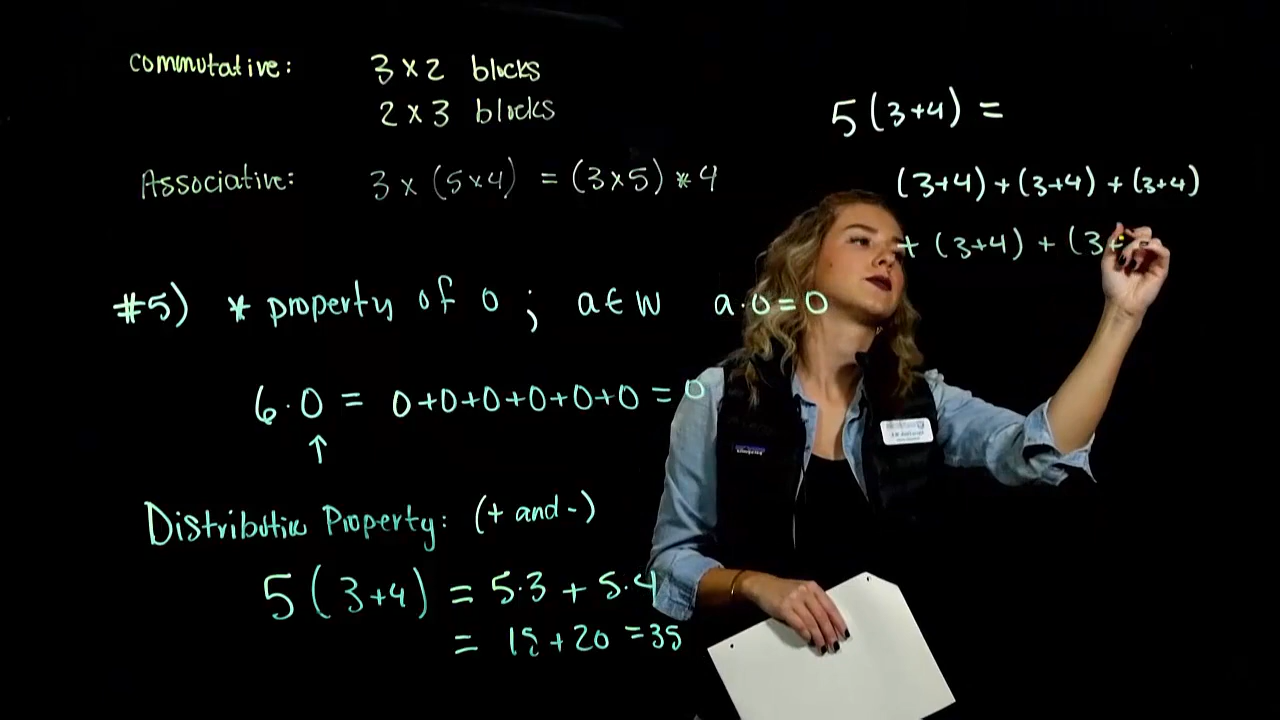 commutative: 3 × 2 blocks
2 × 3 blocks
Associative: 3 × (5×4) = (3×5) * 4
#5) * property of 0 ; a ∈ W a·0=0
6·0 = 0+0+0+0+0+0 = 0
↑
Distributive Property: (+ and -)
5(3+4) = 5·3 + 5·4
= 15+20 =35
5(3+4) =
(3+4) + (3+4) + (3+4)
+ (3+4) + (3+